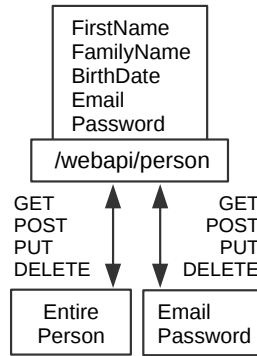 FirstName
FamilyName
BirthDate
Email
Password
/webapi/person
GET
POST
PUT
DELETE
GET
POST
PUT
DELETE
Entire
Person
Email
Password